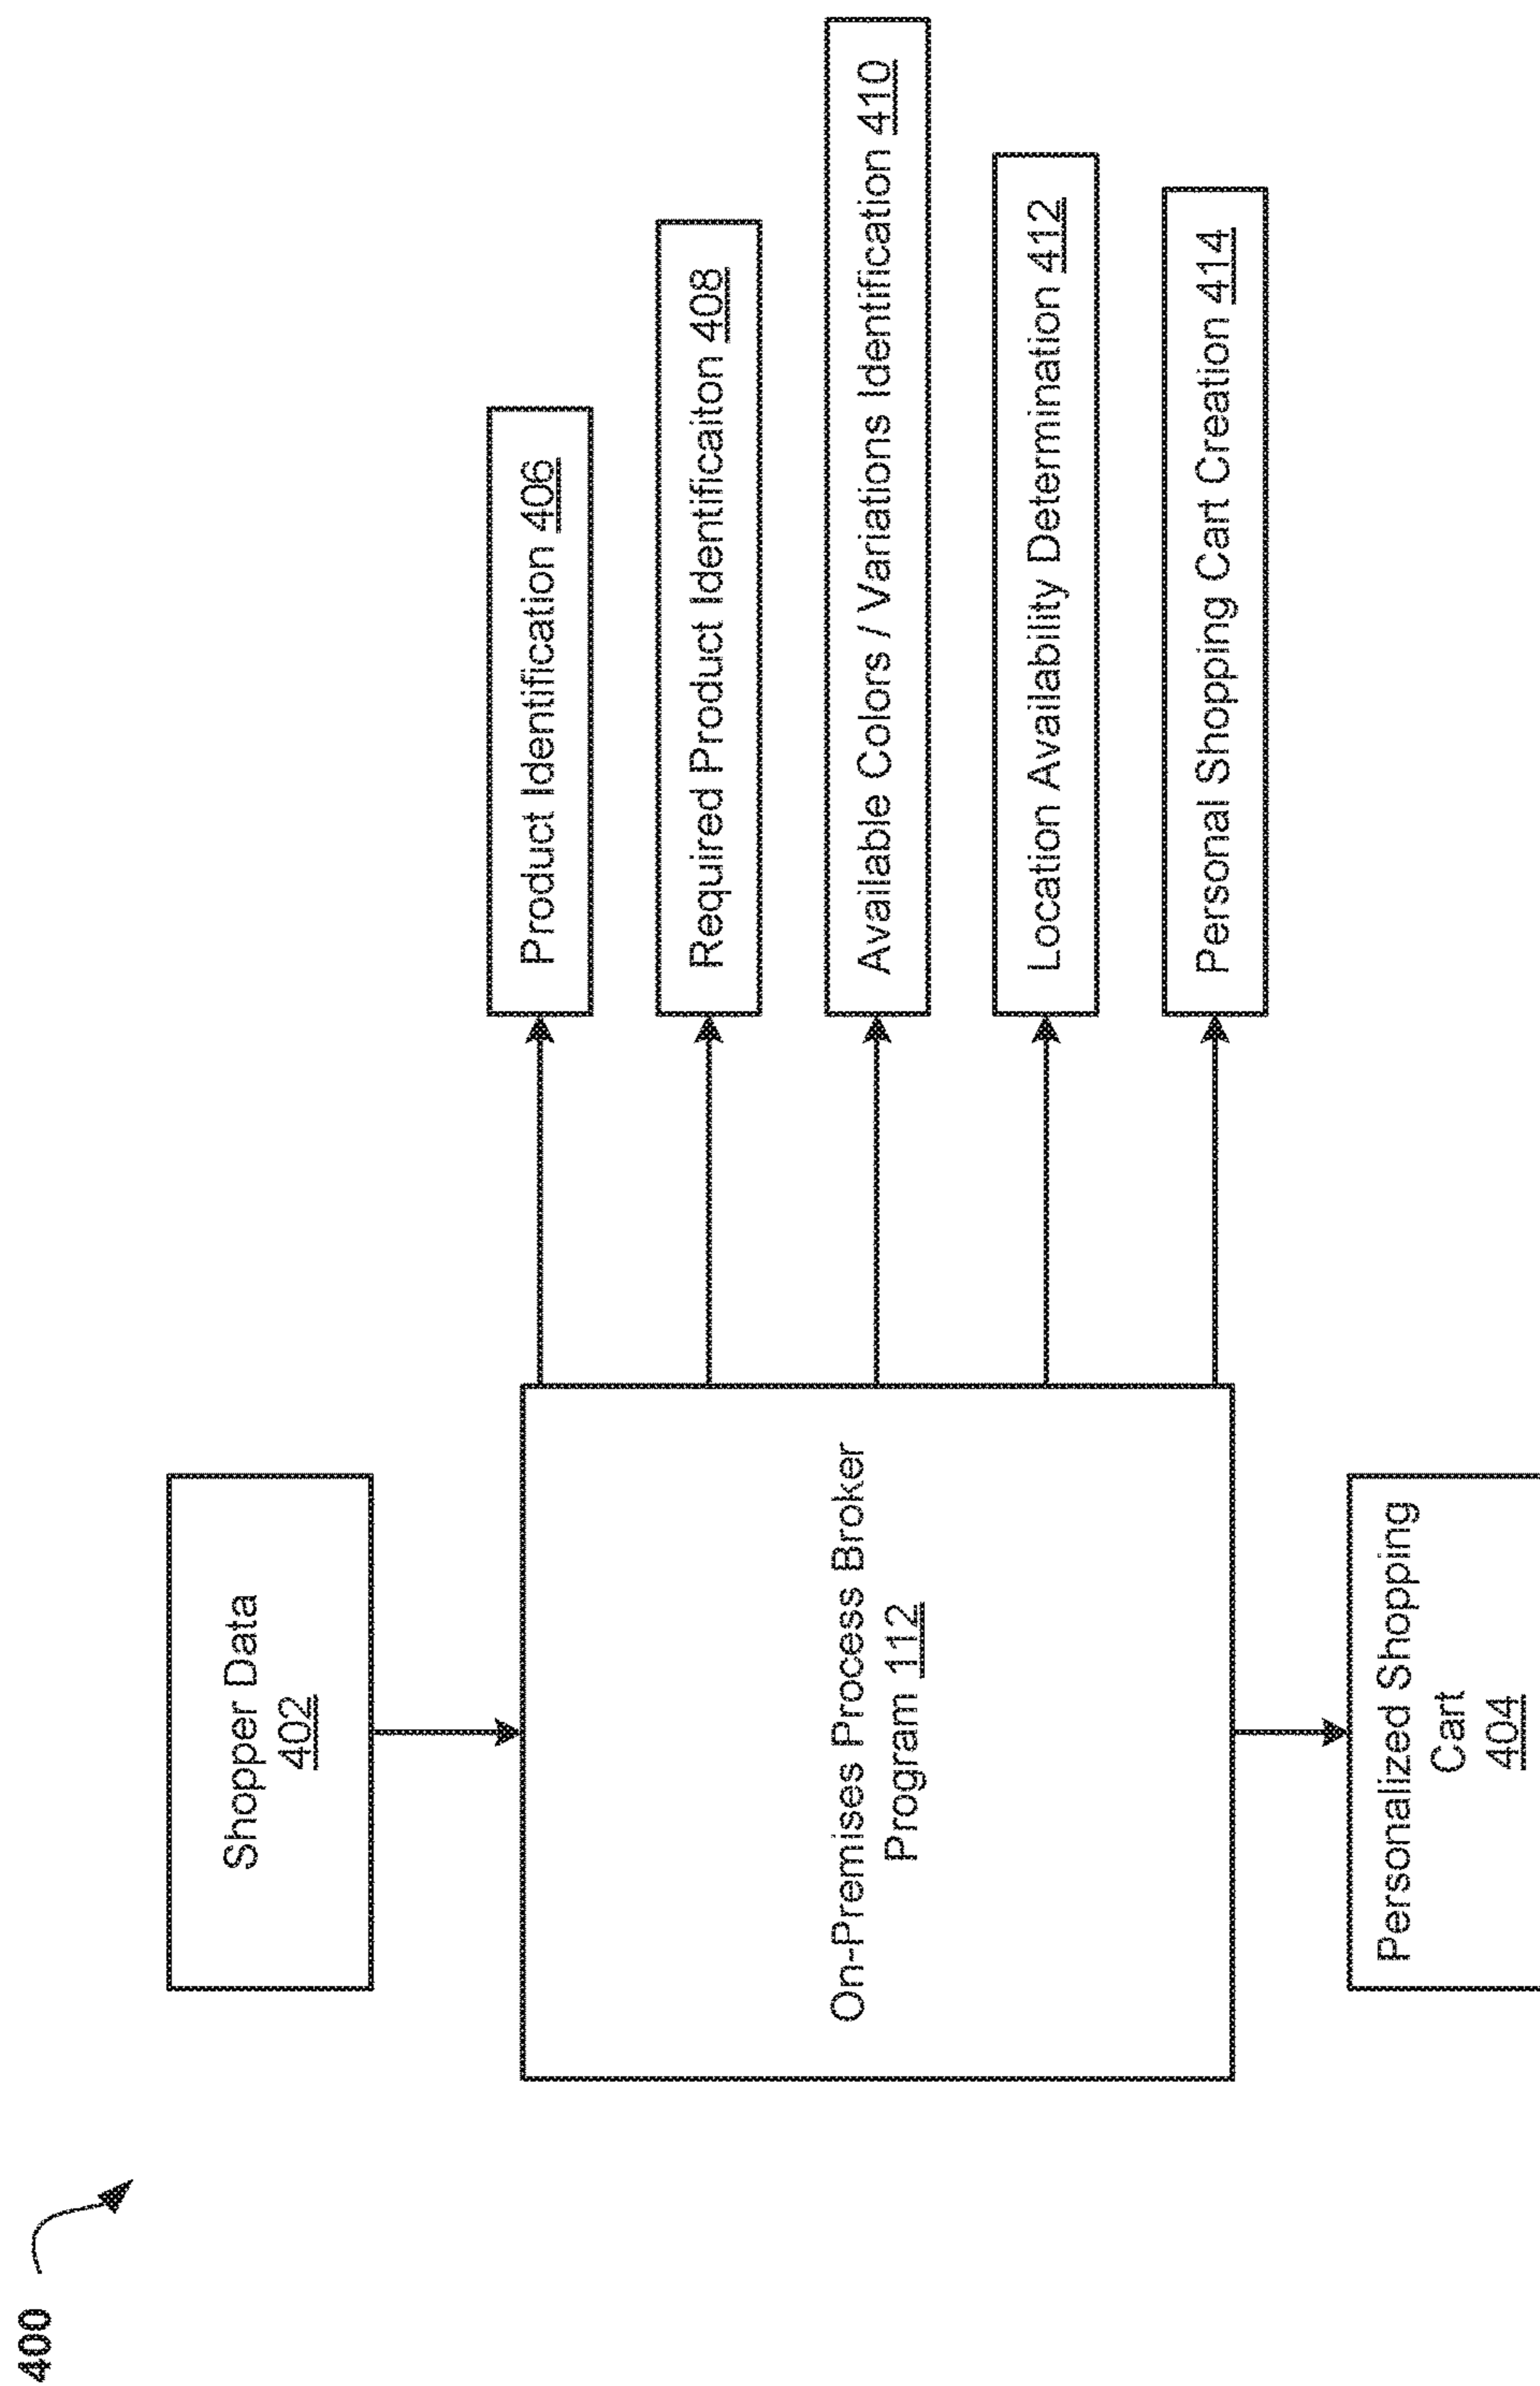 400
Shopper Data
402
On-Premises Process Broker
Program 112
Personalized Shopping
Cart
404
Product Identification 406
Required Product Identificaiton 408
Available Colors / Variations Identification 410
Location Availability Determination 412
Personal Shopping Cart Creation 414